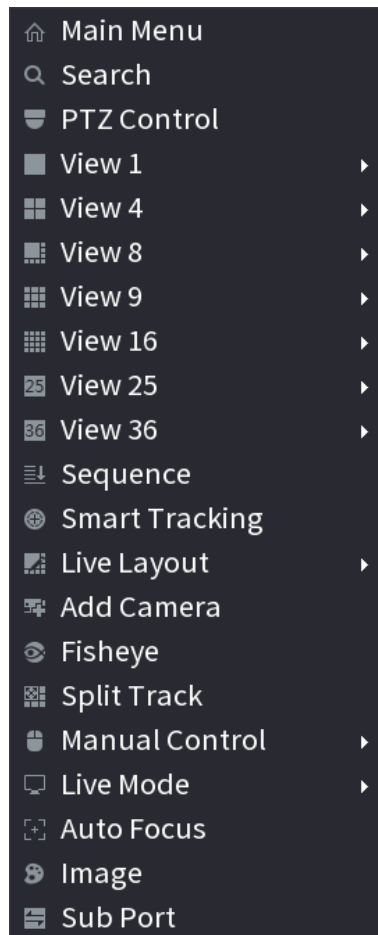 Main Menu
Search
PTZ Control
View 1
View 4
View 8
View 9
View 16
25 View 25
36 View 36
Sequence
Smart Tracking
Live Layout
Add Camera
Fisheye
Split Track
Manual Control
Live Mode
Auto Focus
Image
Sub Port